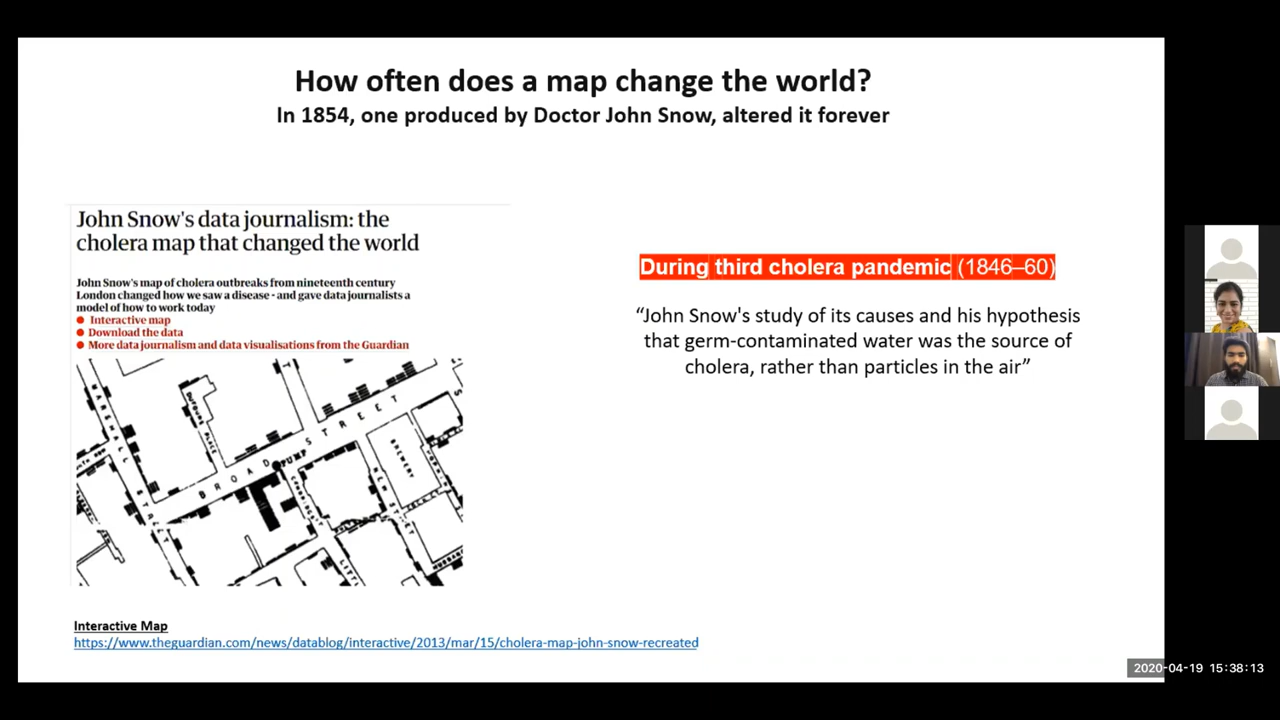 How often does a map change the world?
In 1854, one produced by Doctor John Snow, altered it forever
John Snow's data journalism: the
cholera map that changed the world
John Snow's map of cholera outbreaks from nineteenth century
London changed how we saw a disease - and gave data journalists a
model of how to work today
Interactive map
Download the data
More data journalism and data visualisations from the Guardian
MARSHALL STREET
DUFOURS PLACE
BROAD STREET
PUMP
BREWERY
During third cholera pandemic (1846–60)
“John Snow's study of its causes and his hypothesis
that germ-contaminated water was the source of
cholera, rather than particles in the air”
Interactive Map
https://www.theguardian.com/news/datablog/interactive/2013/mar/15/cholera-map-john-snow-recreated
2020-04-19 15:38:13